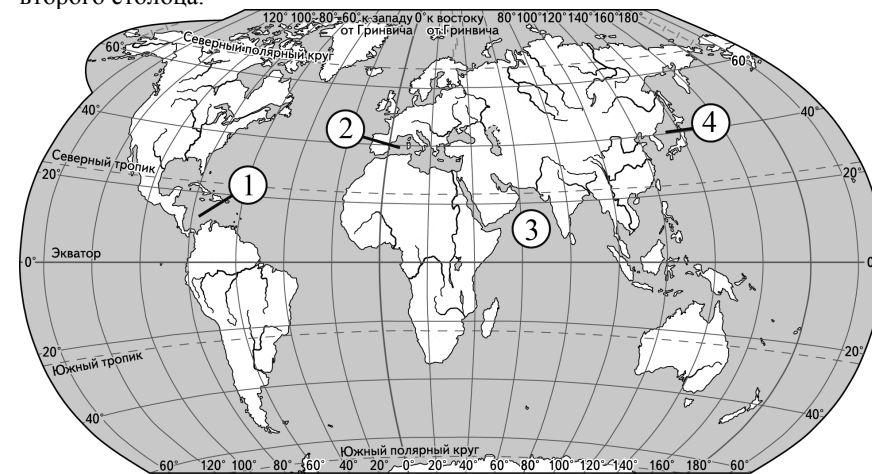 второго столбца.
120° 100° 80° 60° к западу 0° к востоку 80° 100° 120° 140° 160° 180°
от Гринвича от Гринвича
60° Северный полярный круг 60°
40° 40°
2 4
Северный тропик
20° 1 20°
3
0° Экватор 0°
20° 20°
Южный тропик
40° 40°
Южный полярный круг
60° 120° 100° 80° 60° 40° 20° 0° 20° 40° 60° 80° 100° 120° 140° 160° 180° 60°